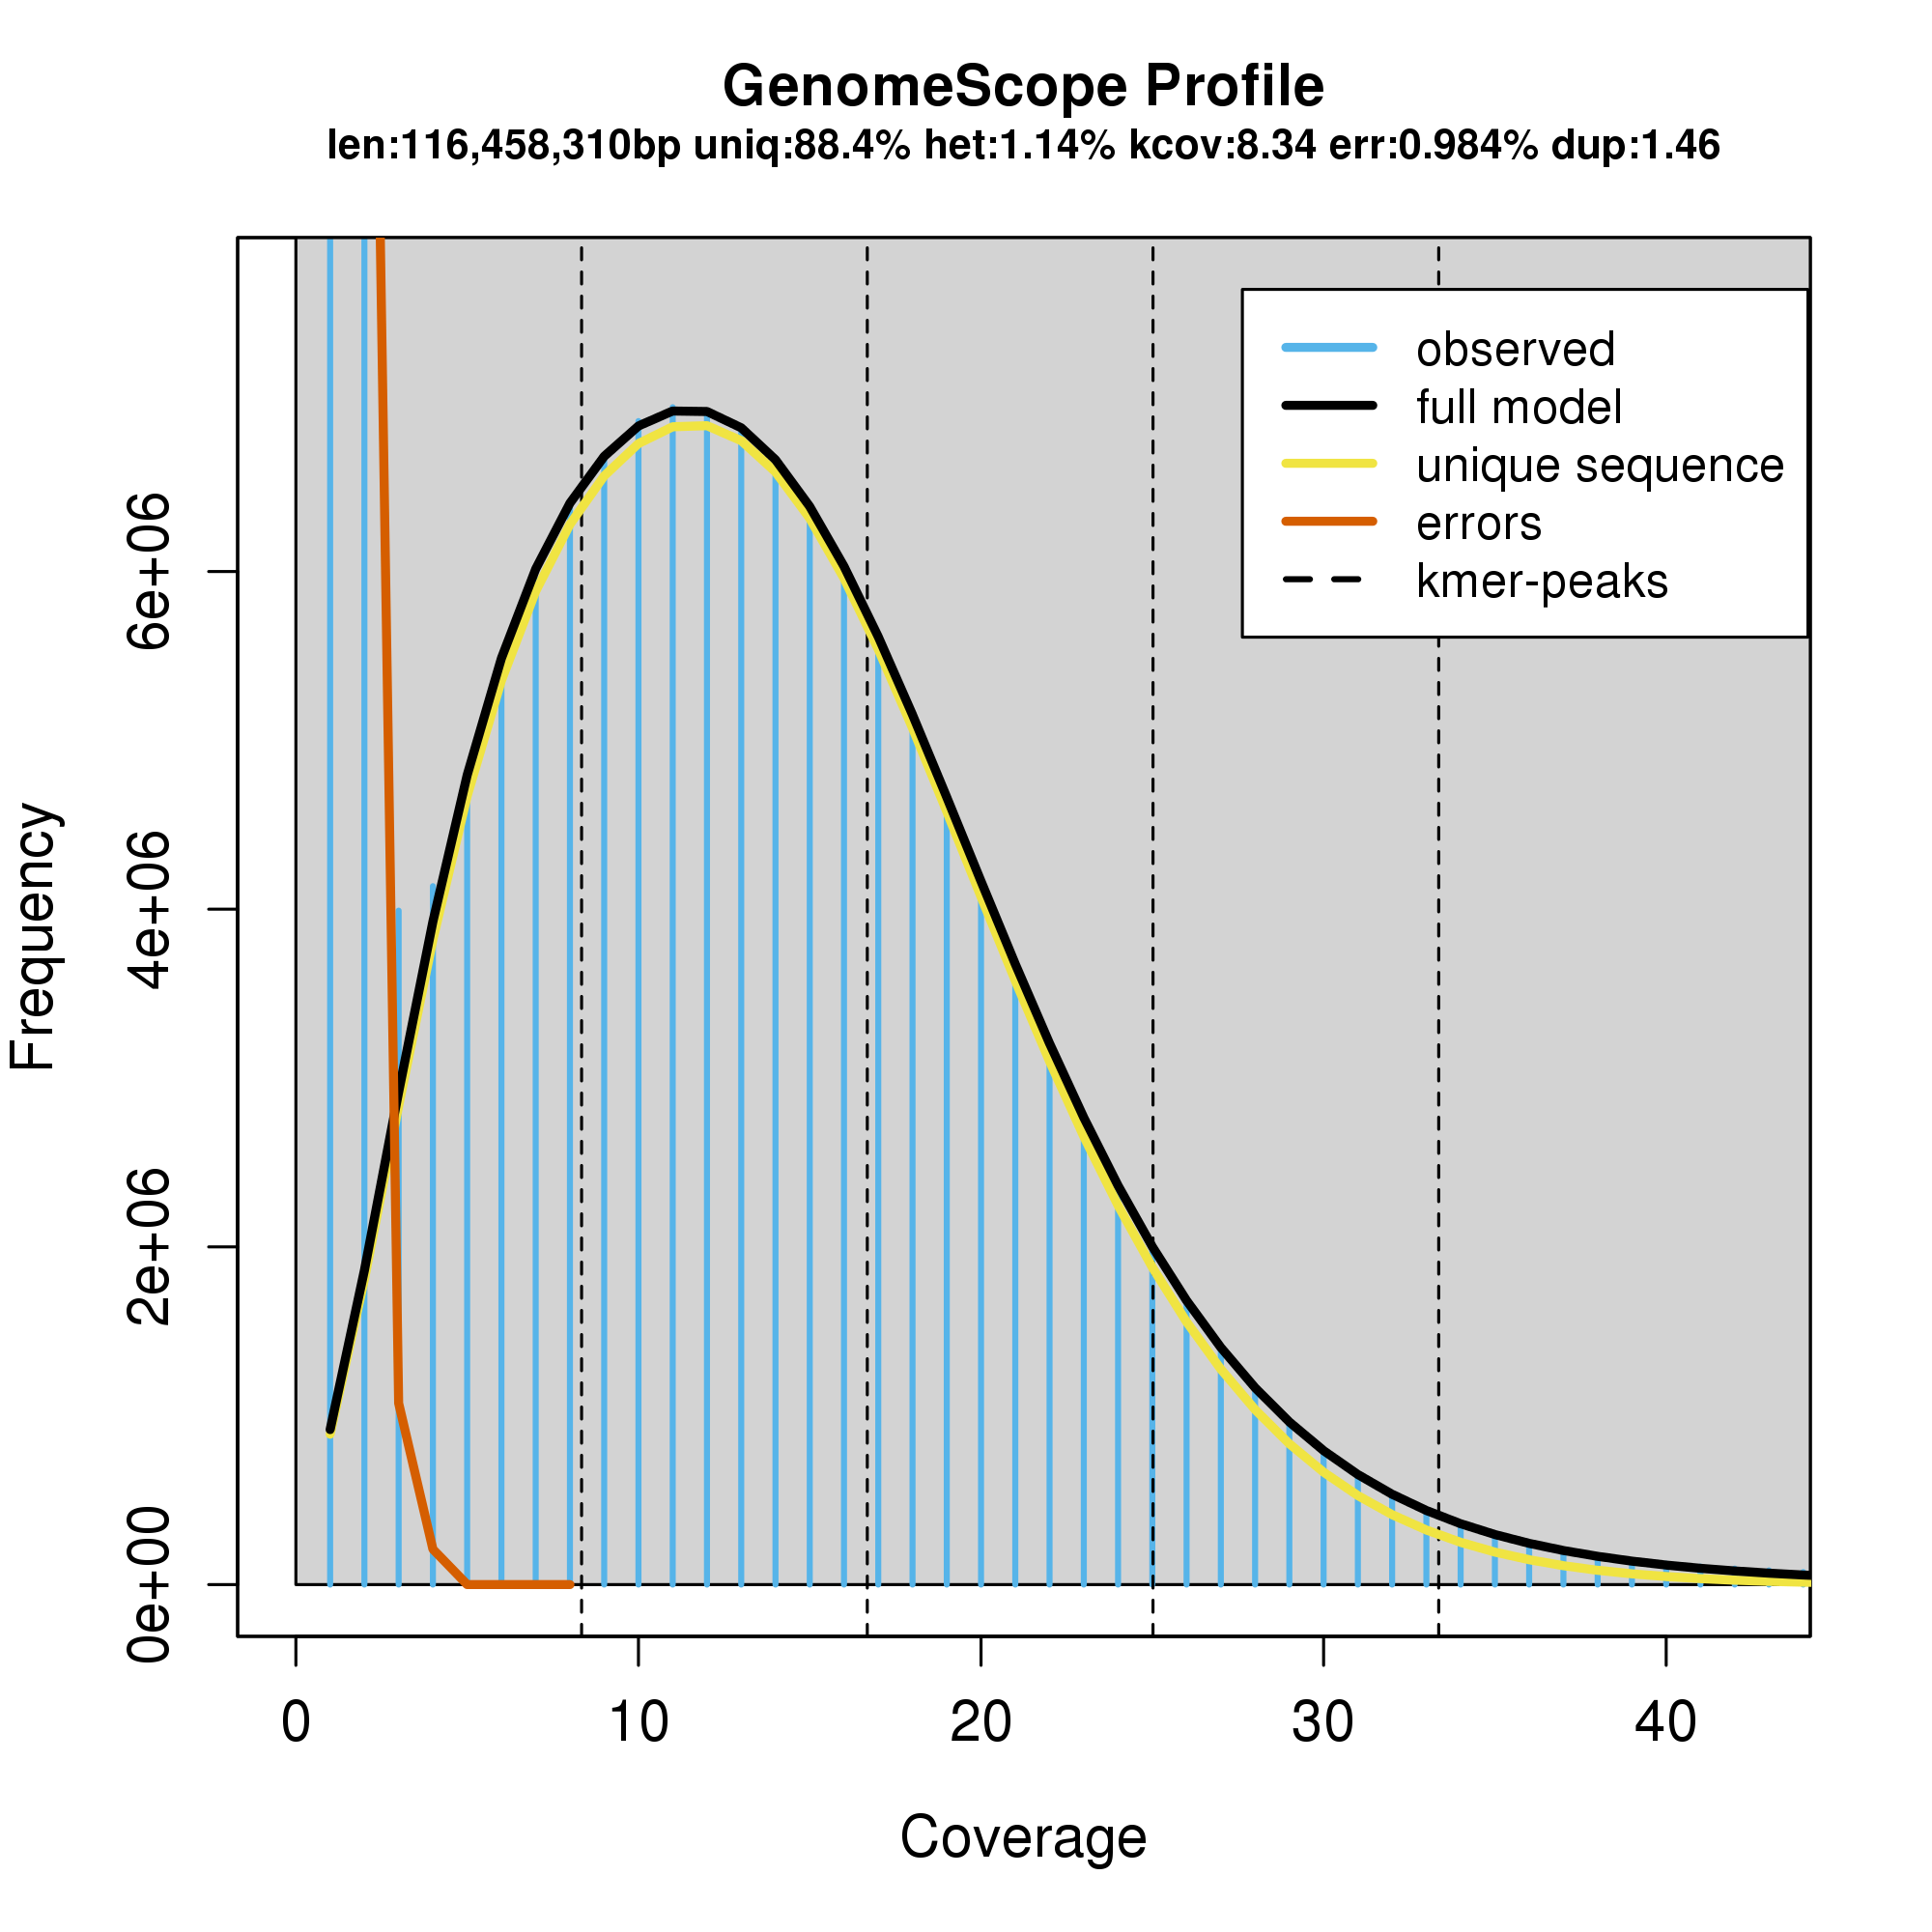 GenomeScope Profile
len:116,458,310bp uniq:88.4% het:1.14% kcov:8.34 err:0.984% dup:1.46
observed
full model
unique sequence
errors
kmer-peaks
Frequency
6e+06
4e+06
2e+06
0e+00
0 10 20 30 40
Coverage